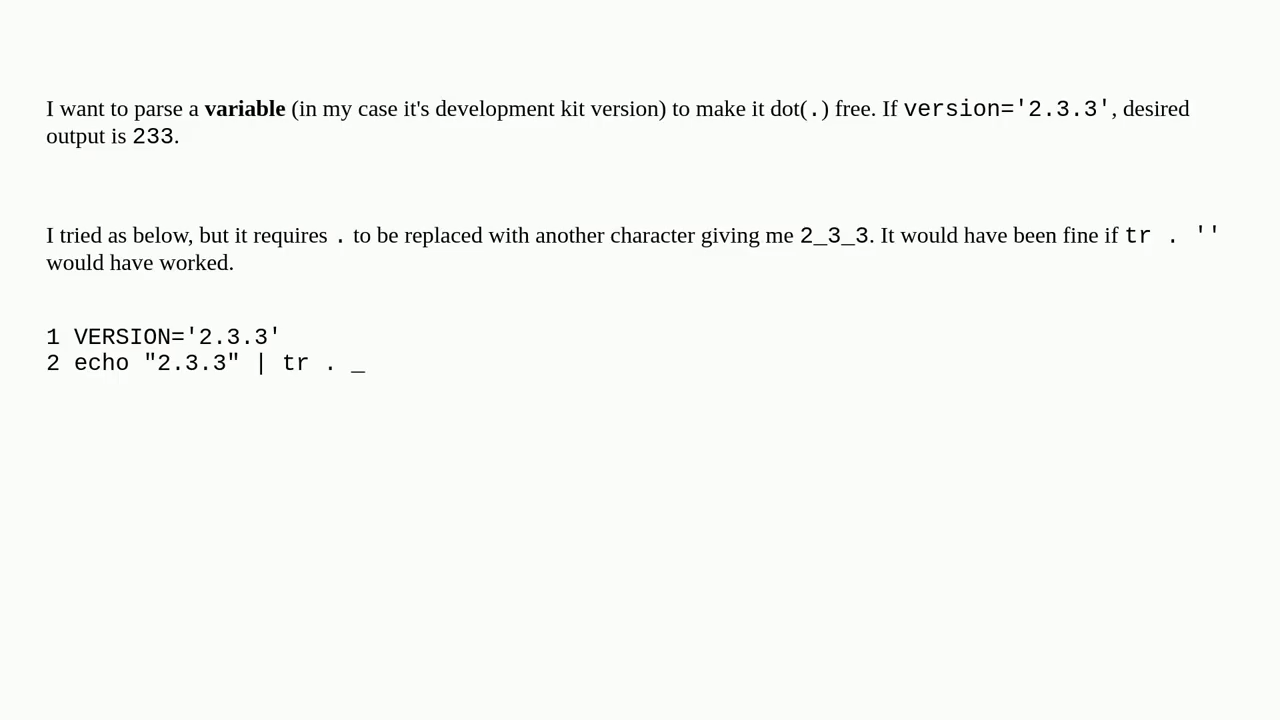 I want to parse a variable (in my case it's development kit version) to make it dot(.) free. If version='2.3.3', desired
output is 233.
I tried as below, but it requires . to be replaced with another character giving me 2_3_3. It would have been fine if tr . ''
would have worked.
1 VERSION='2.3.3'
2 echo "2.3.3" | tr . _